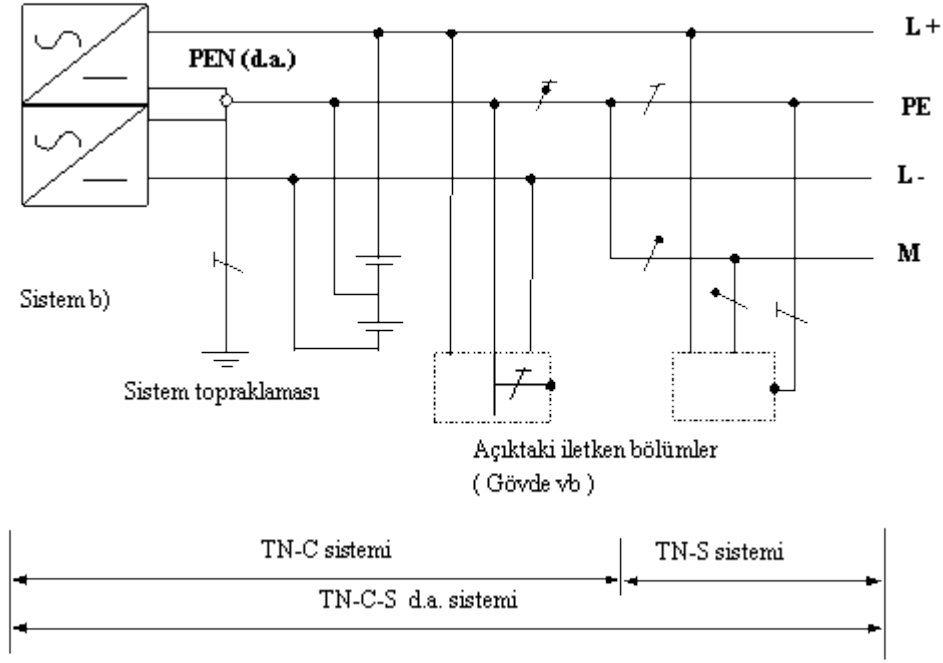 L +
PEN (d.a.)
PE
L -
M
Sistem b)
Sistem topraklaması
Açıktaki iletken bölümler
( Gövde vb )
TN-C sistemi
TN-S sistemi
TN-C-S d.a. sistemi